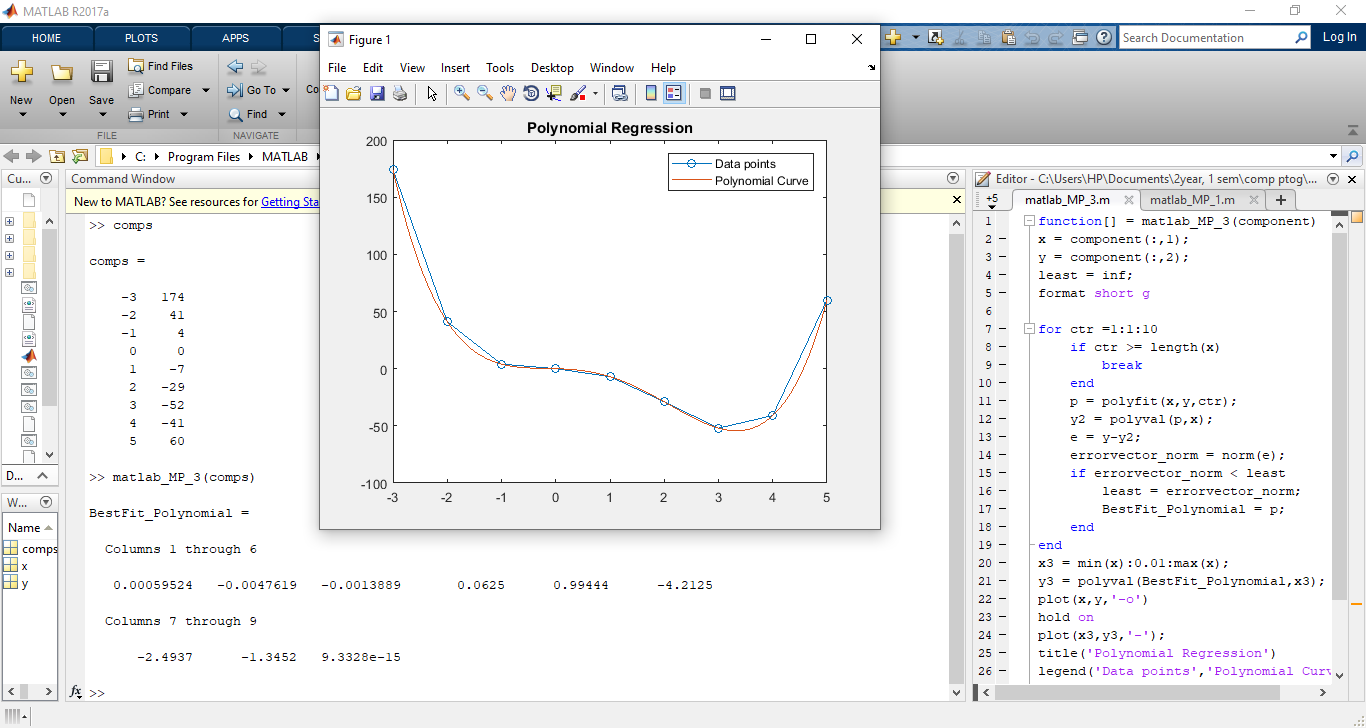 MATLAB R2017a
HOME
PLOTS
APPS
S
Search Documentation
Log In
New
Open
Save
Find Files
Compare
Print
Go To
Find
Co
FILE
NAVIGATE
C:
Program Files
MATLAB
Cu...
D...
W...
Name
comps
x
y
Command Window
New to MATLAB? See resources for Getting Sta
>> comps
comps =
-3 174
-2 41
-1 4
0 0
1 -7
2 -29
3 -52
4 -41
5 60
>> matlab_MP_3(comps)
BestFit_Polynomial =
Columns 1 through 6
0.00059524 -0.0047619 -0.0013889 0.0625 0.99444 -4.2125
Columns 7 through 9
-2.4937 -1.3452 9.3328e-15
fx >>
Figure 1
File Edit View Insert Tools Desktop Window Help
Polynomial Regression
Data points
Polynomial Curve
200
150
100
50
0
-50
-100
-3 -2 -1 0 1 2 3 4 5
Editor - C:\Users\HP\Documents\2year, 1 sem\comp ptog\...
+5
matlab_MP_3.m
matlab_MP_1.m
1 function[] = matlab_MP_3(component)
2 – x = component(:,1);
3 – y = component(:,2);
4 – least = inf;
5 – format short g
6
7 – for ctr =1:1:10
8 – if ctr >= length(x)
9 – break
10 – end
11 – p = polyfit(x,y,ctr);
12 – y2 = polyval(p,x);
13 – e = y-y2;
14 – errorvector_norm = norm(e);
15 – if errorvector_norm < least
16 – least = errorvector_norm;
17 – BestFit_Polynomial = p;
18 – end
19 – end
20 – x3 = min(x):0.01:max(x);
21 – y3 = polyval(BestFit_Polynomial,x3);
22 – plot(x,y,'-o')
23 – hold on
24 – plot(x3,y3,'-');
25 – title('Polynomial Regression')
26 – legend('Data points','Polynomial Curv